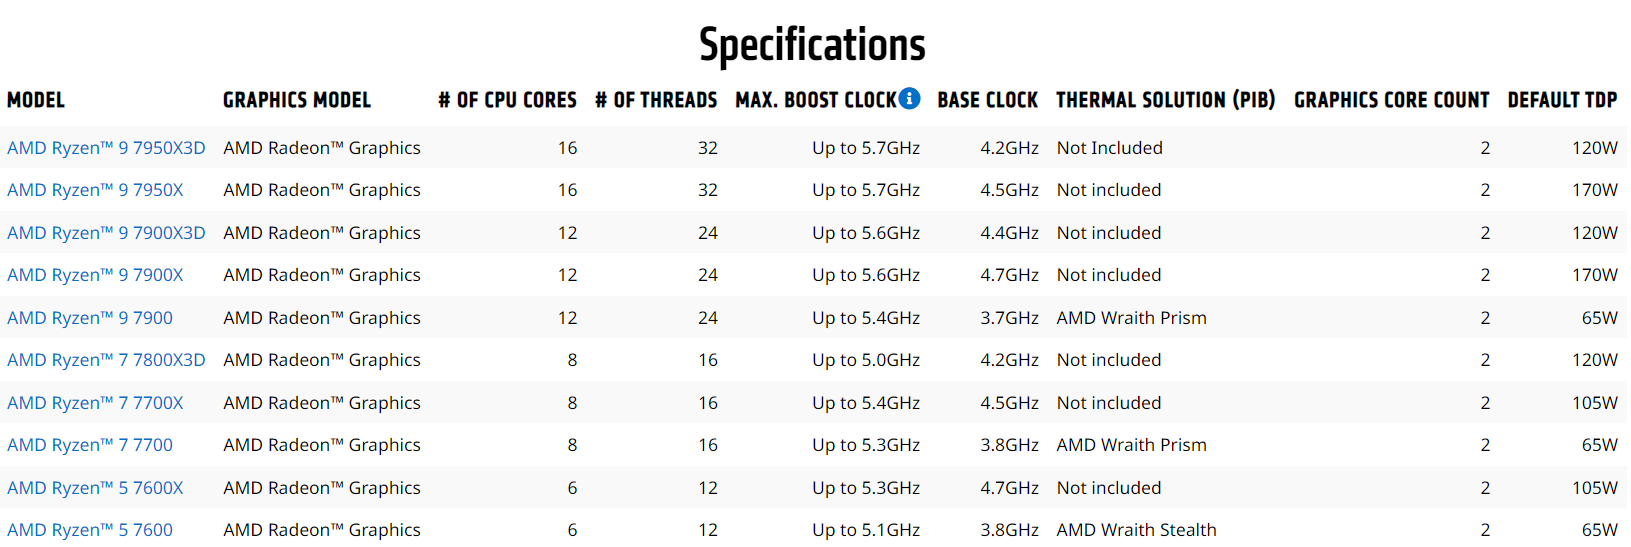 Specifications
MODEL GRAPHICS MODEL # OF CPU CORES # OF THREADS MAX. BOOST CLOCK BASE CLOCK THERMAL SOLUTION (PIB) GRAPHICS CORE COUNT DEFAULT TDP
AMD Ryzen™ 9 7950X3D AMD Radeon™ Graphics 16 32 Up to 5.7GHz 4.2GHz Not Included 2 120W
AMD Ryzen™ 9 7950X AMD Radeon™ Graphics 16 32 Up to 5.7GHz 4.5GHz Not included 2 170W
AMD Ryzen™ 9 7900X3D AMD Radeon™ Graphics 12 24 Up to 5.6GHz 4.4GHz Not included 2 120W
AMD Ryzen™ 9 7900X AMD Radeon™ Graphics 12 24 Up to 5.6GHz 4.7GHz Not included 2 170W
AMD Ryzen™ 9 7900 AMD Radeon™ Graphics 12 24 Up to 5.4GHz 3.7GHz AMD Wraith Prism 2 65W
AMD Ryzen™ 7 7800X3D AMD Radeon™ Graphics 8 16 Up to 5.0GHz 4.2GHz Not included 2 120W
AMD Ryzen™ 7 7700X AMD Radeon™ Graphics 8 16 Up to 5.4GHz 4.5GHz Not included 2 105W
AMD Ryzen™ 7 7700 AMD Radeon™ Graphics 8 16 Up to 5.3GHz 3.8GHz AMD Wraith Prism 2 65W
AMD Ryzen™ 5 7600X AMD Radeon™ Graphics 6 12 Up to 5.3GHz 4.7GHz Not included 2 105W
AMD Ryzen™ 5 7600 AMD Radeon™ Graphics 6 12 Up to 5.1GHz 3.8GHz AMD Wraith Stealth 2 65W